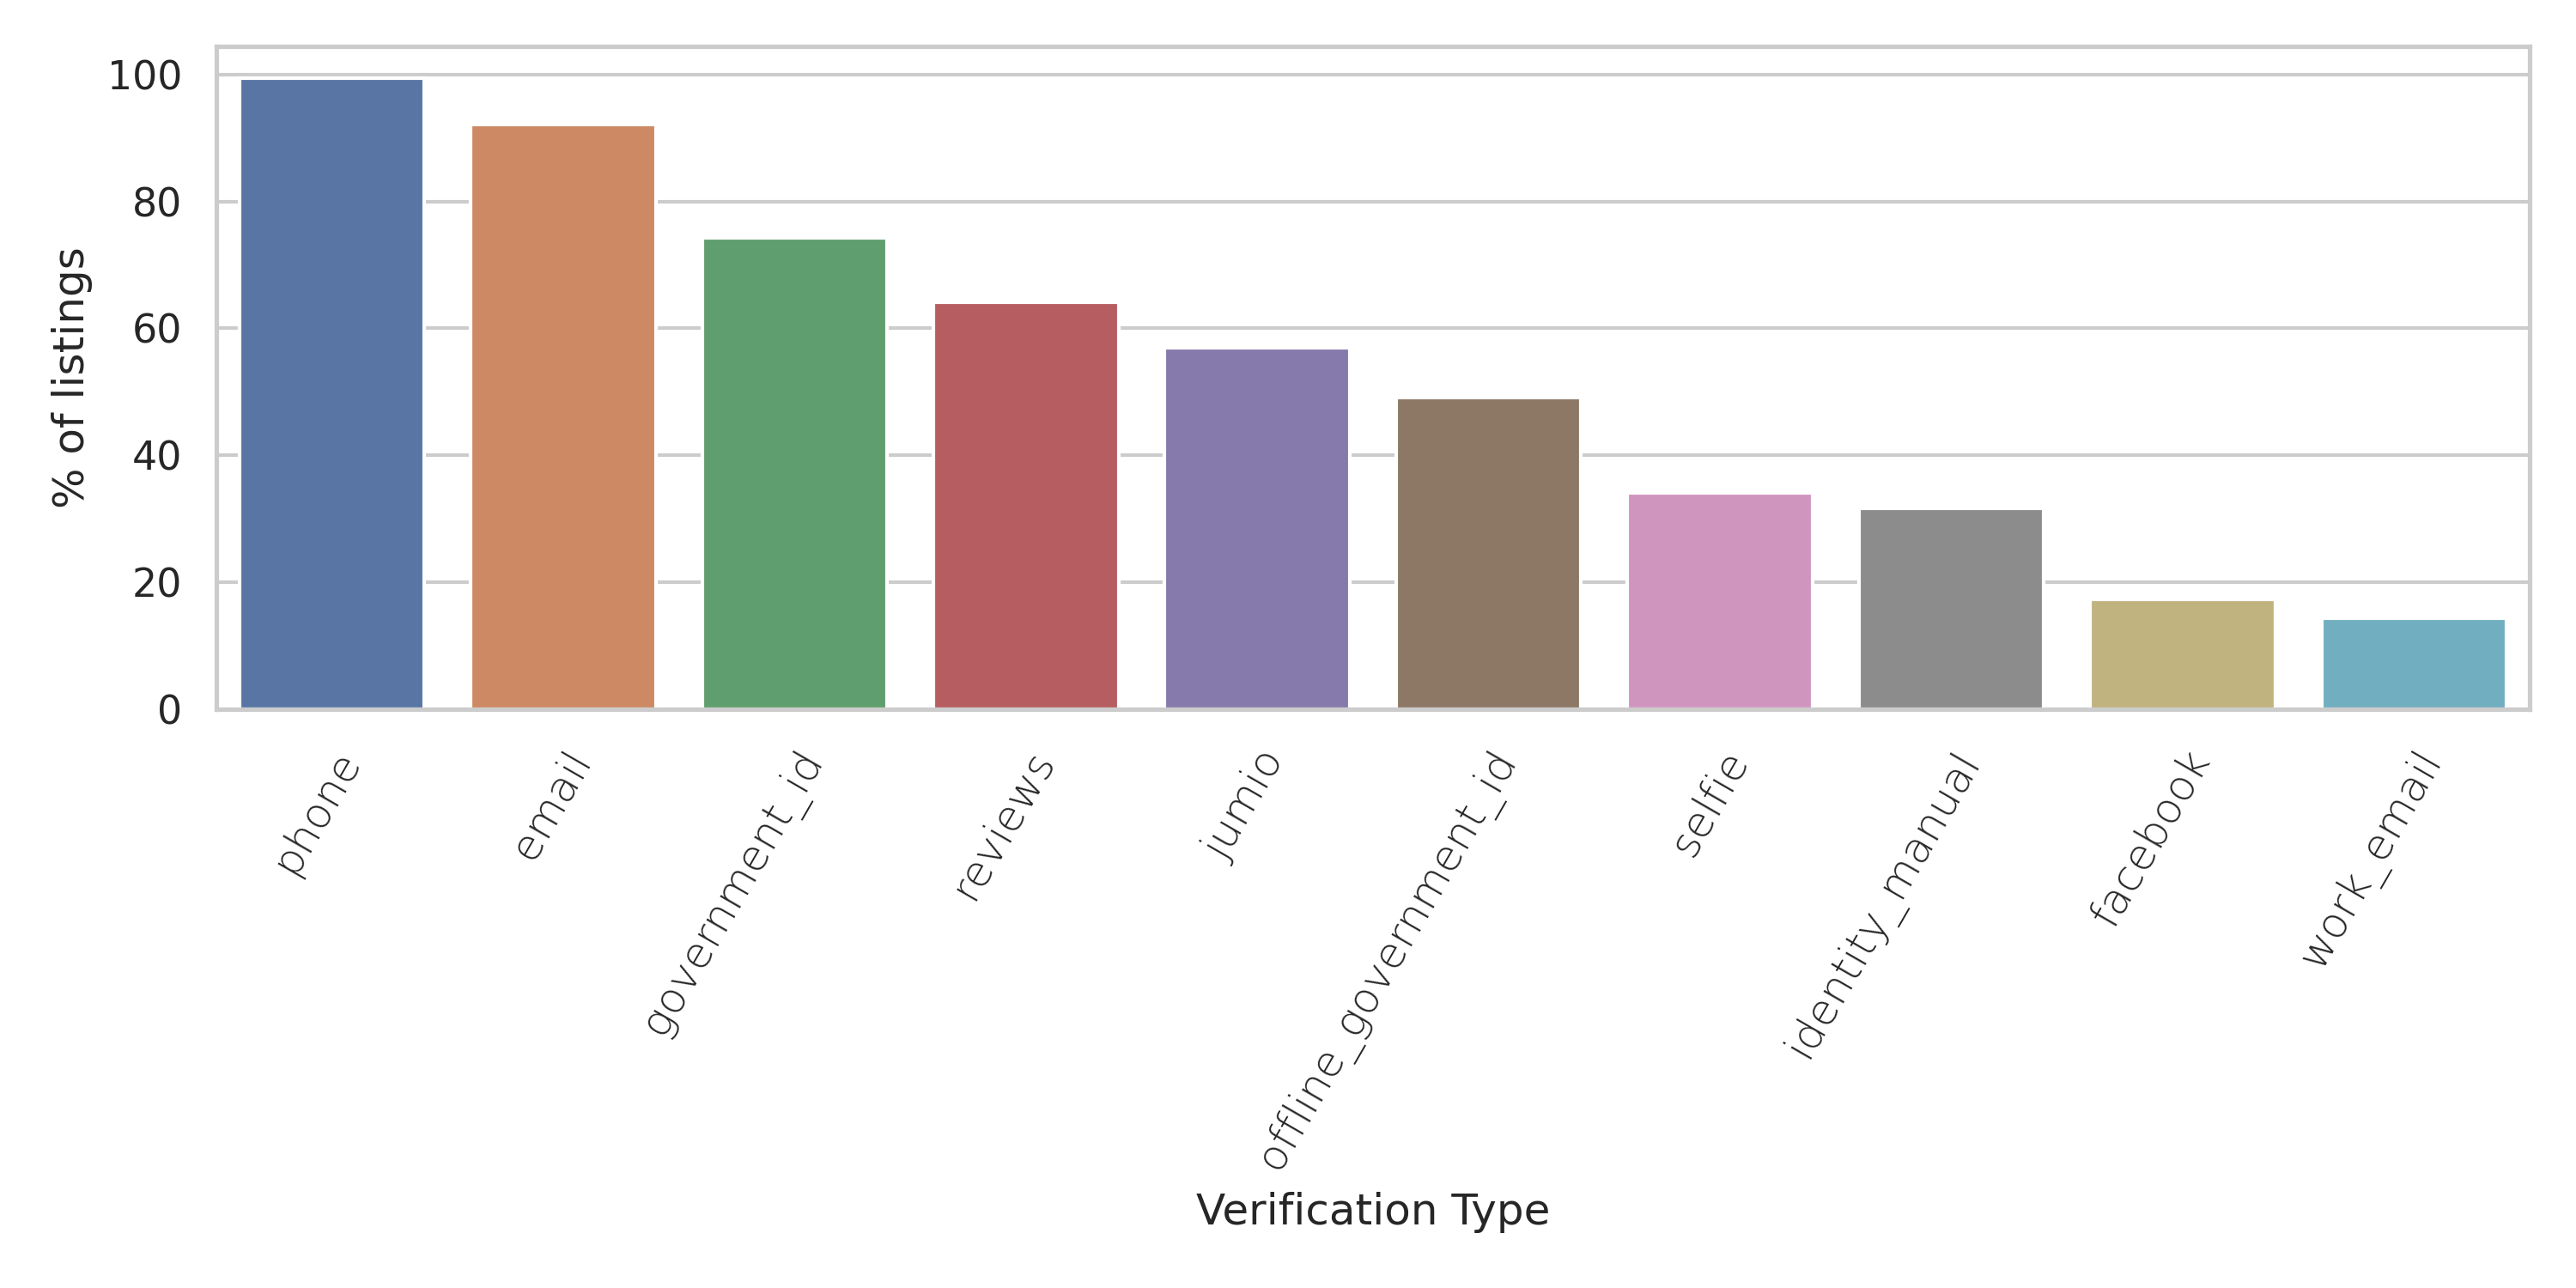 % of listings
100
80
60
40
20
0
phone
email
government_id
reviews
jumio
offline_government_id
selfie
identity_manual
facebook
work_email
Verification Type